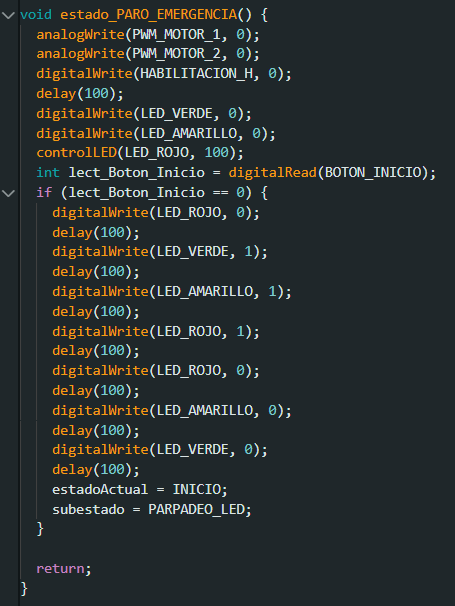 void estado_PARO_EMERGENCIA() {
analogWrite(PWM_MOTOR_1, 0);
analogWrite(PWM_MOTOR_2, 0);
digitalWrite(HABILITACION_H, 0);
delay(100);
digitalWrite(LED_VERDE, 0);
digitalWrite(LED_AMARILLO, 0);
controlLED(LED_ROJO, 100);
int lect_Boton_Inicio = digitalRead(BOTON_INICIO);
if (lect_Boton_Inicio == 0) {
digitalWrite(LED_ROJO, 0);
delay(100);
digitalWrite(LED_VERDE, 1);
delay(100);
digitalWrite(LED_AMARILLO, 1);
delay(100);
digitalWrite(LED_ROJO, 1);
delay(100);
digitalWrite(LED_ROJO, 0);
delay(100);
digitalWrite(LED_AMARILLO, 0);
delay(100);
digitalWrite(LED_VERDE, 0);
delay(100);
estadoActual = INICIO;
subestado = PARPADEO_LED;
}
return;
}